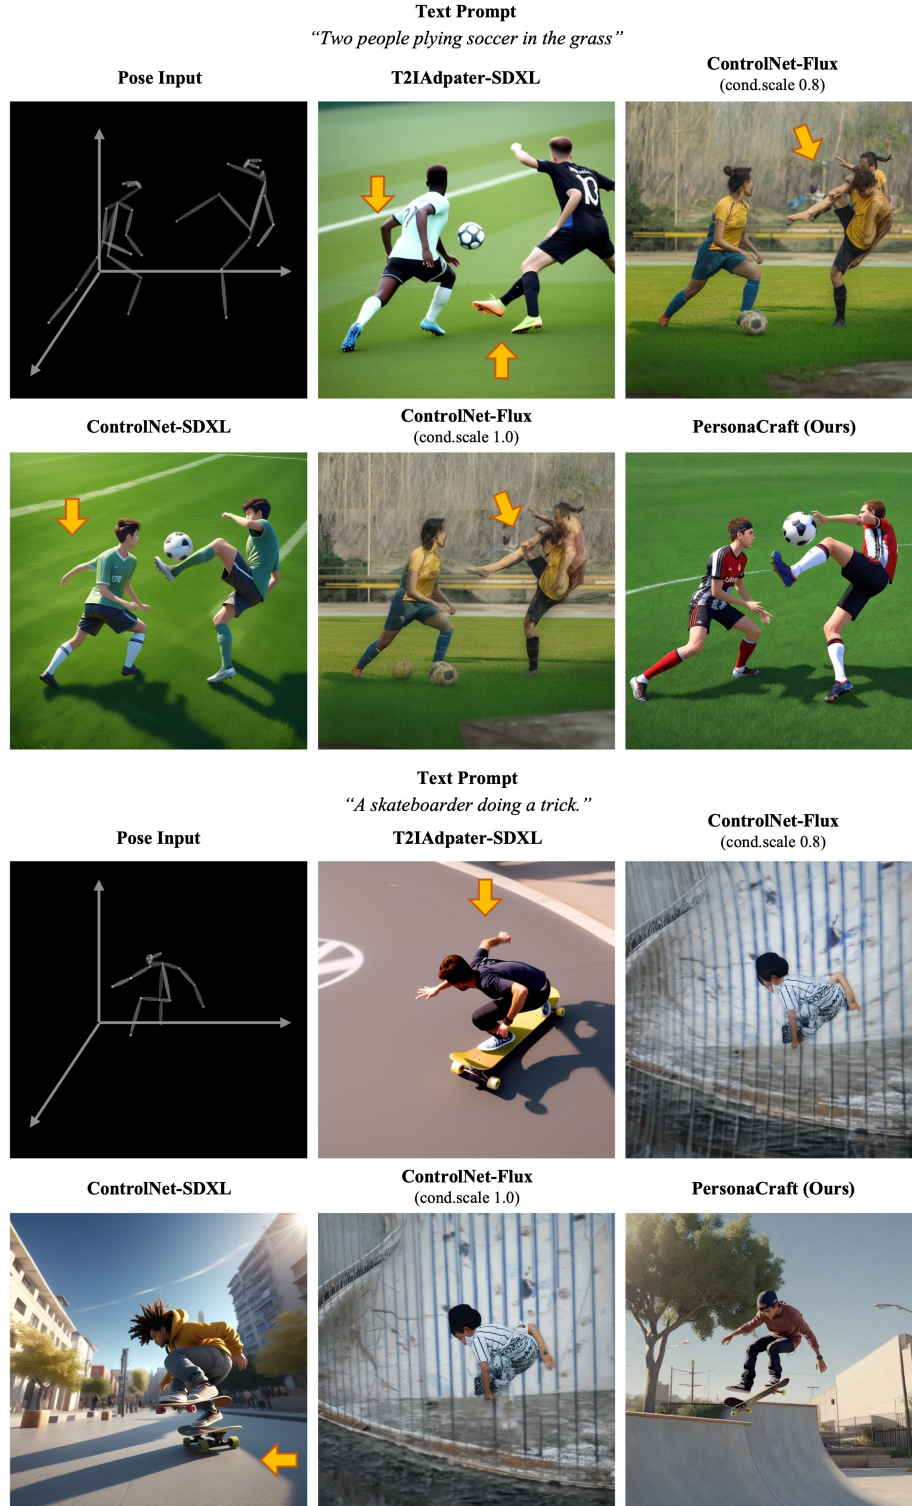 Text Prompt
“Two people plying soccer in the grass”
Pose Input
T2IAdpater-SDXL
ControlNet-Flux
(cond.scale 0.8)
10
ControlNet-SDXL
ControlNet-Flux
(cond.scale 1.0)
PersonaCraft (Ours)
Text Prompt
“A skateboarder doing a trick.”
Pose Input
T2IAdpater-SDXL
ControlNet-Flux
(cond.scale 0.8)
ControlNet-SDXL
ControlNet-Flux
(cond.scale 1.0)
PersonaCraft (Ours)